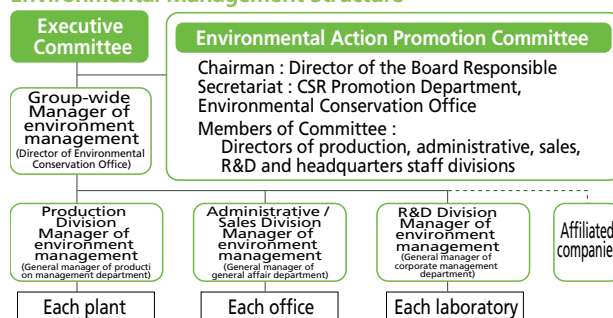 Environmental Management Structure
Executive
Committee
Environmental Action Promotion Committee
Chairman : Director of the Board Responsible
Secretariat : CSR Promotion Department,
Environmental Conservation Office
Members of Committee :
Directors of production, administrative, sales,
R&D and headquarters staff divisions
Group-wide
Manager of
environment
management
(Director of Environmental
Conservation Office)
Production
Division
Manager of
environment
management
(General manager of producti
on management department)
Administrative /
Sales Division
Manager of
environment
management
(General manager of
general affair department)
R&D Division
Manager of
environment
management
(General manager of
corporate management
department)
Affiliated
companie
Each plant
Each office
Each laboratory